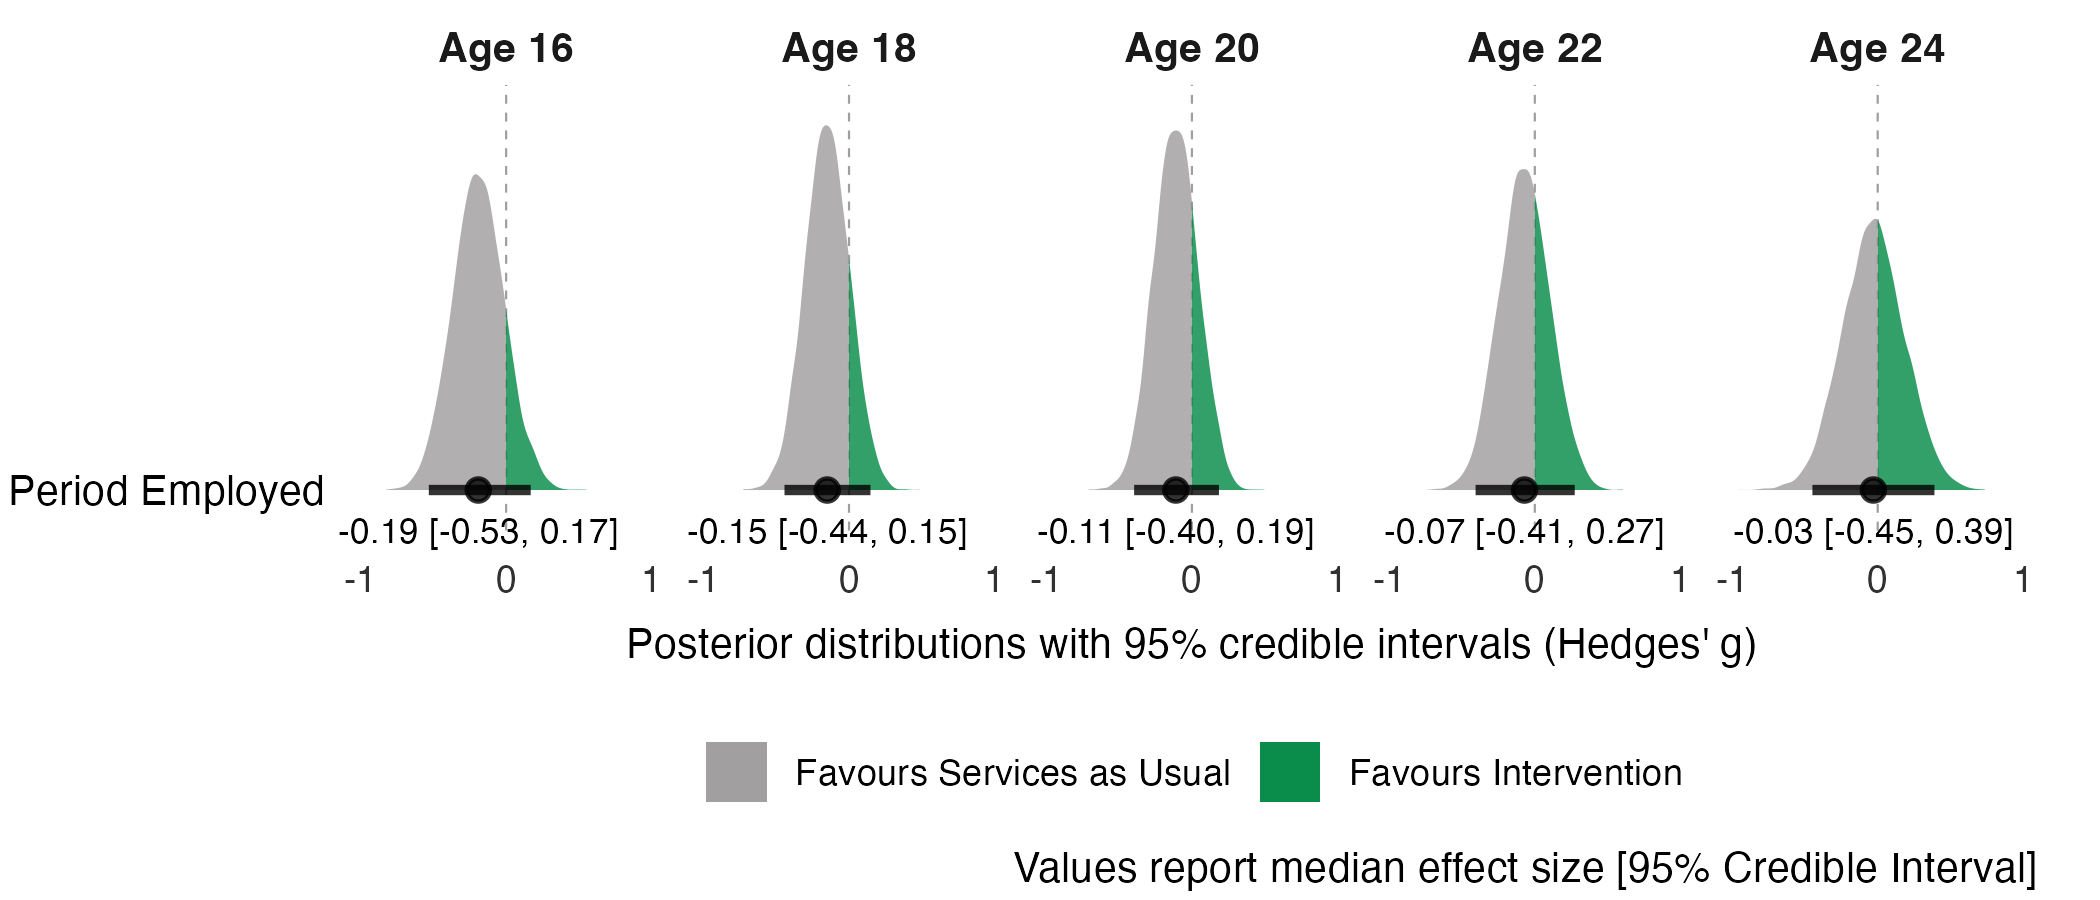 Age 16 Age 18 Age 20 Age 22 Age 24
Period Employed
-0.19 [-0.53, 0.17] -0.15 [-0.44, 0.15] -0.11 [-0.40, 0.19] -0.07 [-0.41, 0.27] -0.03 [-0.45, 0.39]
-1 0 1 -1 0 1 -1 0 1 -1 0 1 -1 0 1
Posterior distributions with 95% credible intervals (Hedges' g)
Favours Services as Usual Favours Intervention
Values report median effect size [95% Credible Interval]